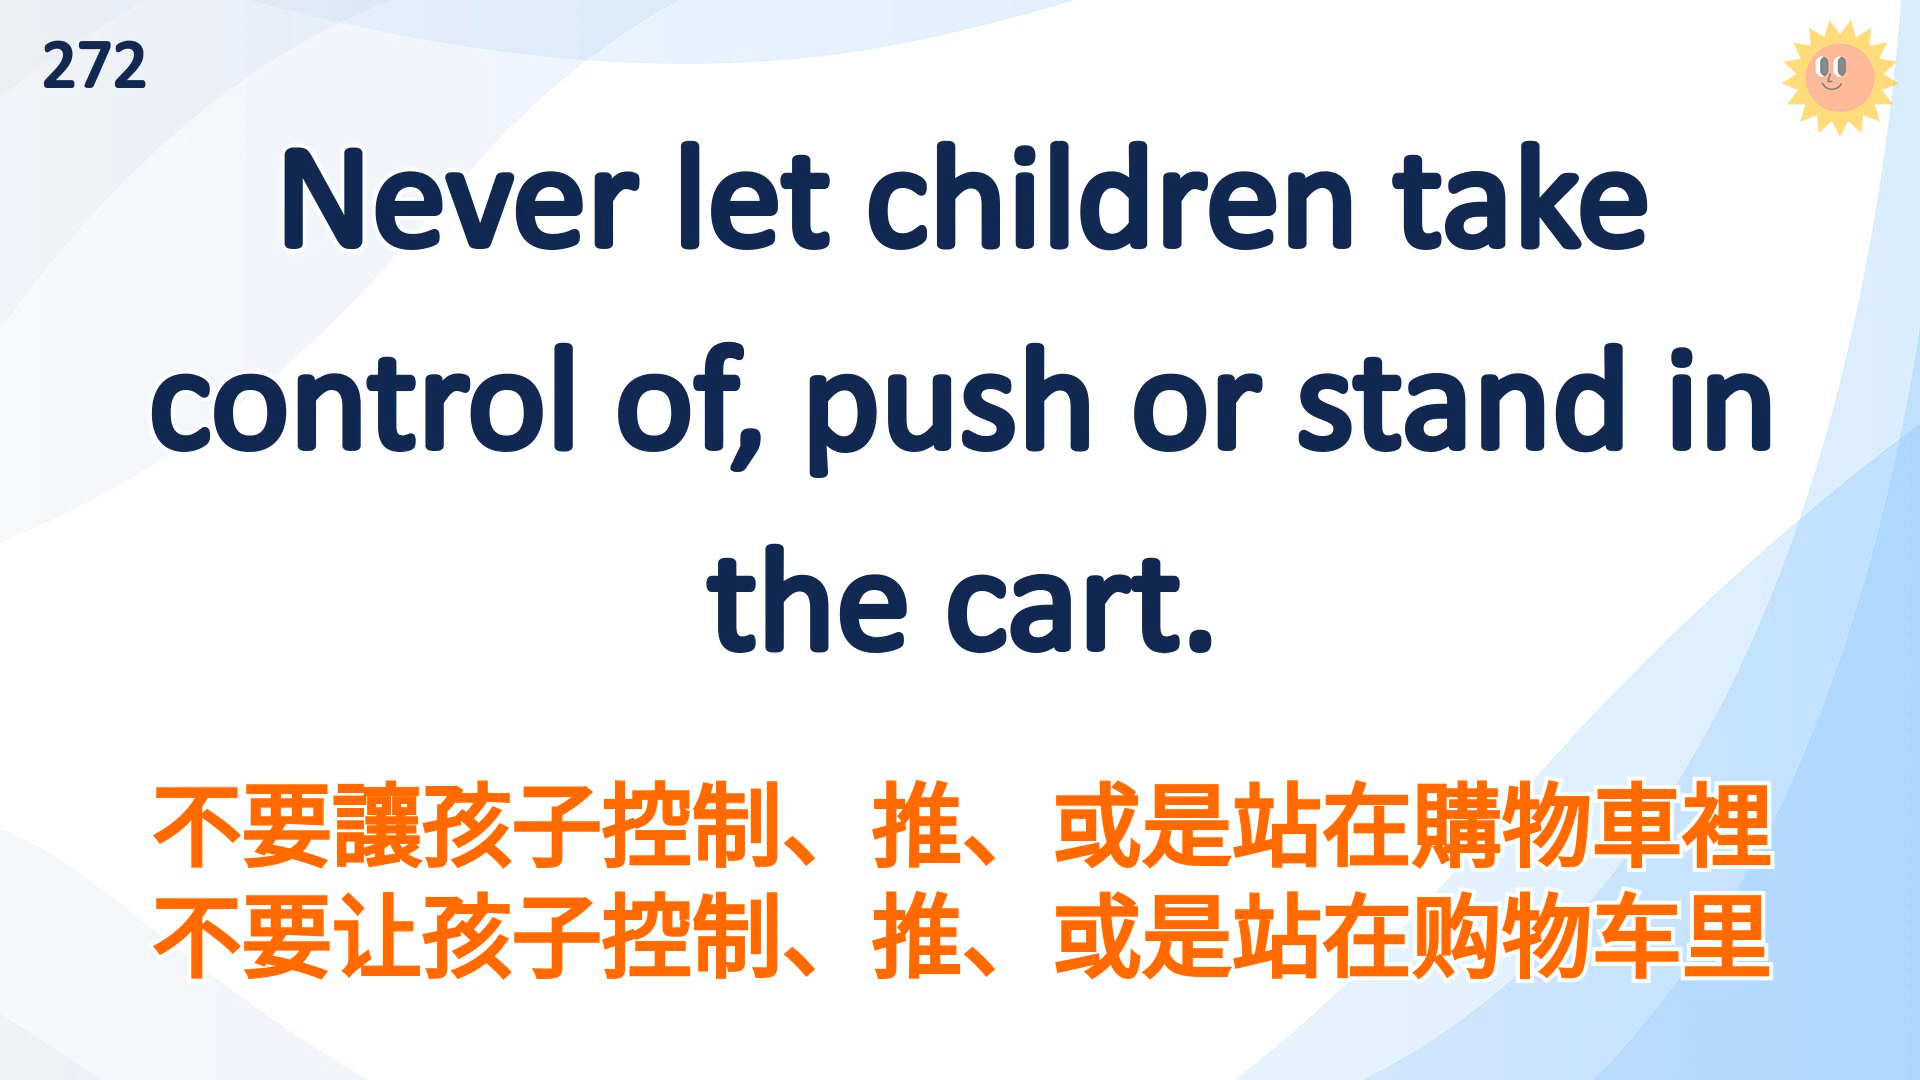 272
Never let children take
control of, push or stand in
the cart.
不要讓孩子控制、推、或是站在購物車裡
不要让孩子控制、推、或是站在购物车里